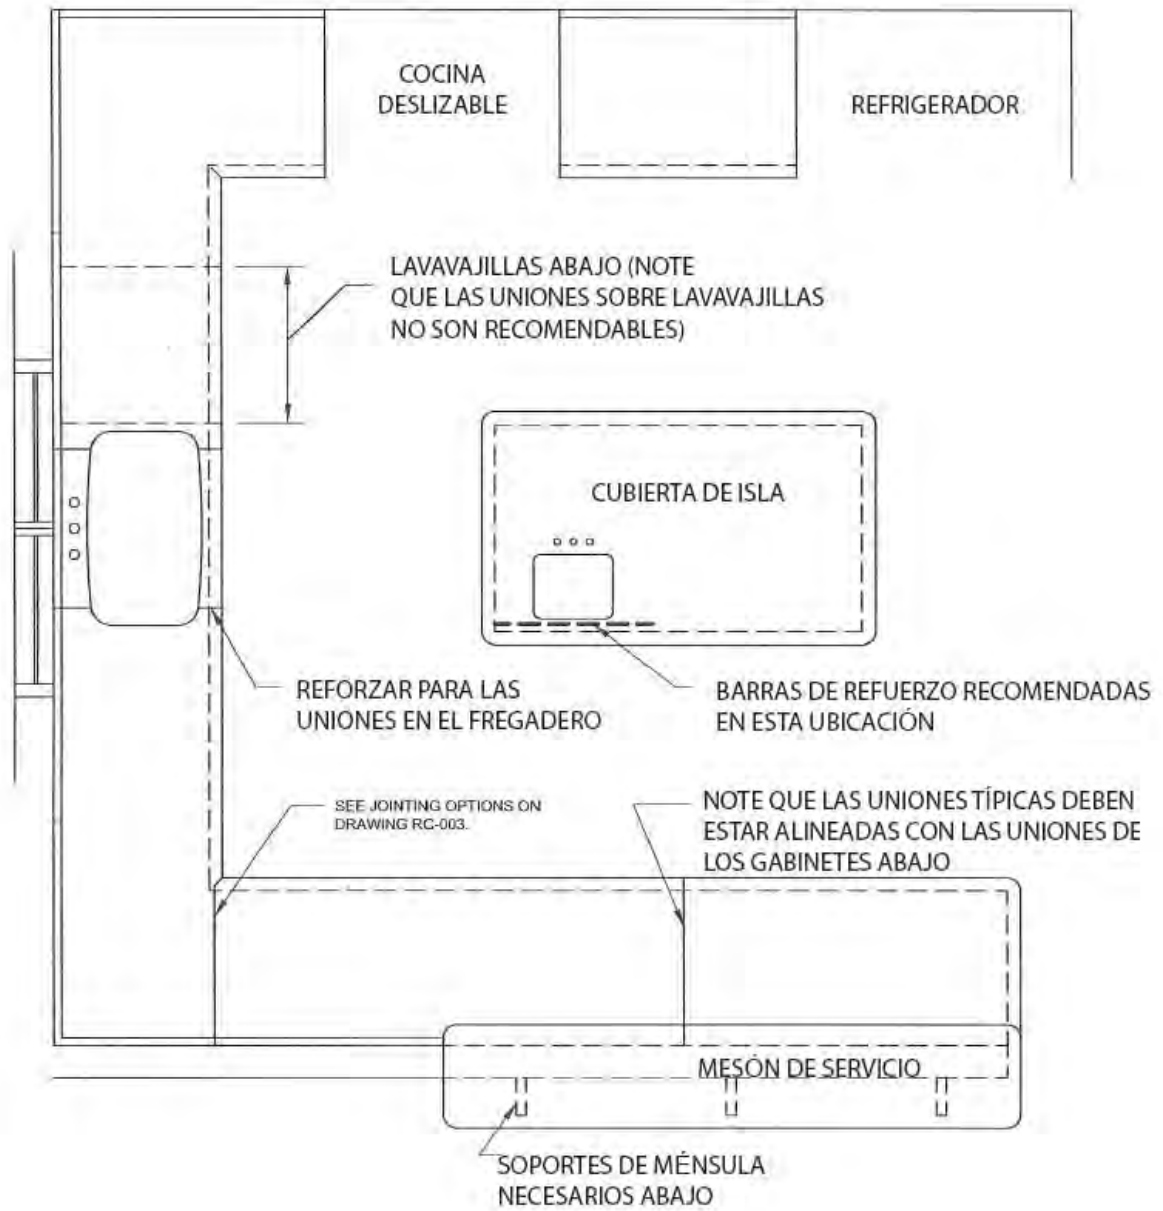 COCINA
DESLIZABLE
REFRIGERADOR
LAVAVAJILLAS ABAJO (NOTE
QUE LAS UNIONES SOBRE LAVAVAJILLAS
NO SON RECOMENDABLES)
CUBIERTA DE ISLA
REFORZAR PARA LAS
UNIONES EN EL FREGADERO
BARRAS DE REFUERZO RECOMENDADAS
EN ESTA UBICACIÓN
SEE JOINTING OPTIONS ON
DRAWING RC-003.
NOTE QUE LAS UNIONES TÍPICAS DEBEN
ESTAR ALINEADAS CON LAS UNIONES DE
LOS GABINETES ABAJO
MESÓN DE SERVICIO
SOPORTES DE MÉNSULA
NECESARIOS ABAJO